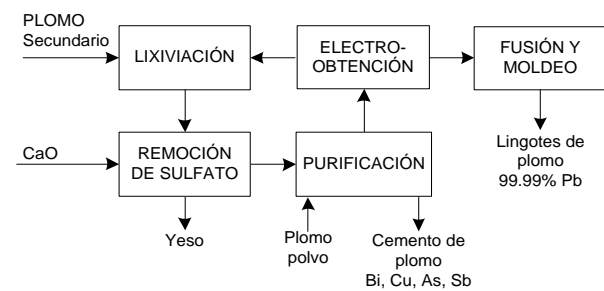 PLOMO
Secundario
LIXIVIACIÓN
ELECTRO-
OBTENCIÓN
FUSIÓN Y
MOLDEO
CaO
REMOCIÓN
DE SULFATO
PURIFICACIÓN
Lingotes de
plomo
99.99% Pb
Yeso
Plomo
polvo
Cemento de
plomo
Bi, Cu, As, Sb